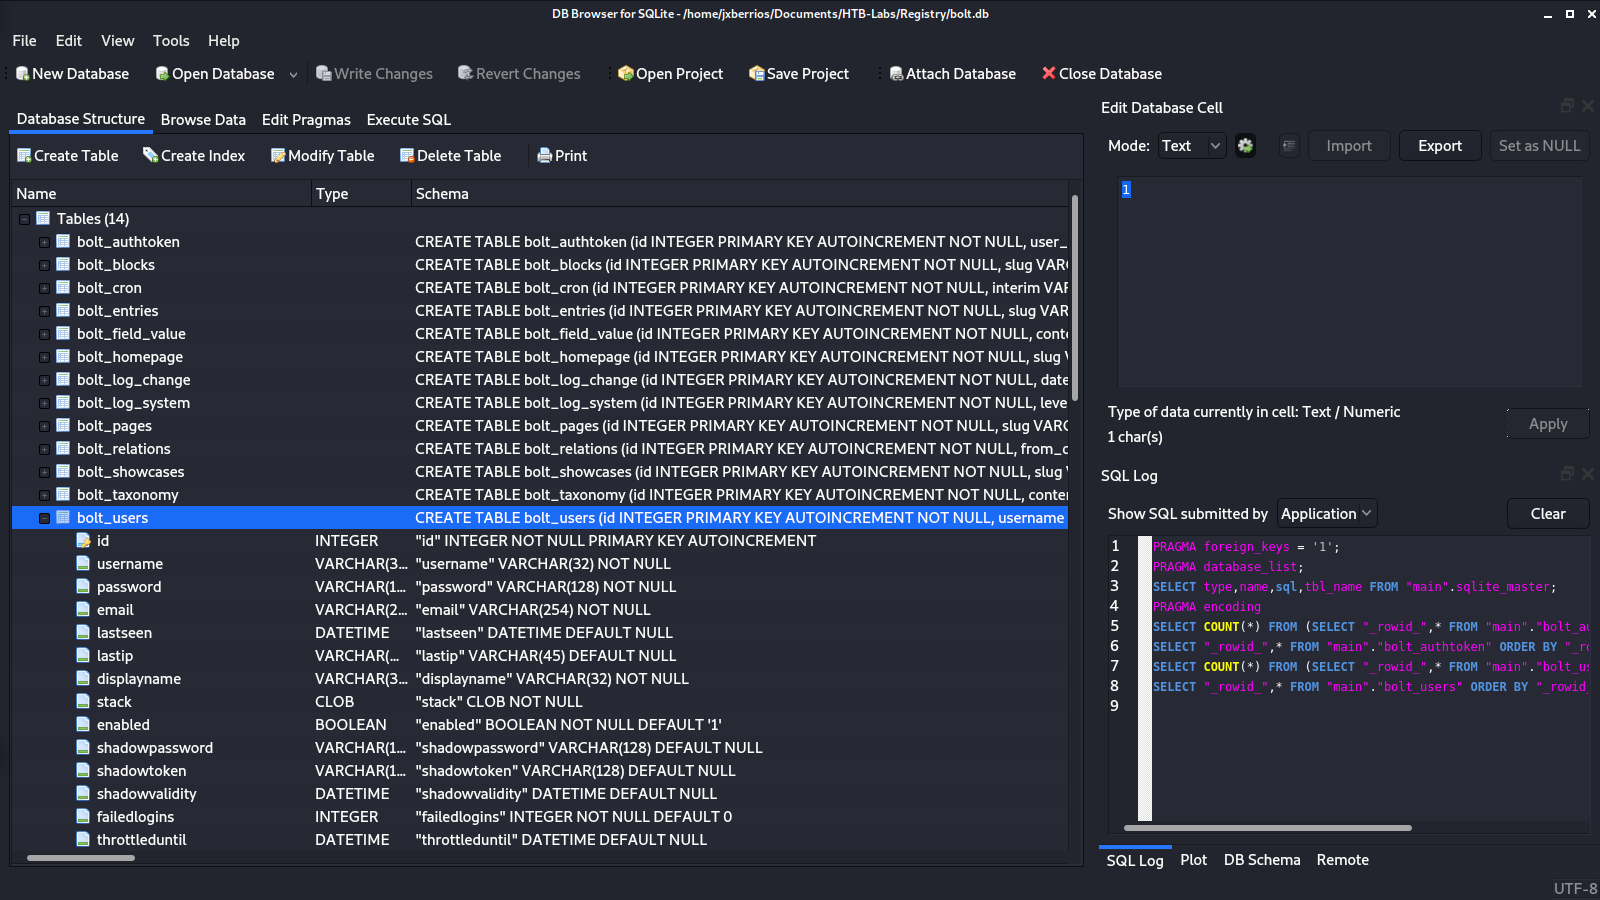 DB Browser for SQLite - /home/jxberrios/Documents/HTB-Labs/Registry/bolt.db
File Edit View Tools Help
New Database Open Database Write Changes Revert Changes Open Project Save Project Attach Database Close Database
Database Structure Browse Data Edit Pragmas Execute SQL
Create Table Create Index Modify Table Delete Table Print
Name Type Schema
Tables (14)
bolt_authtoken CREATE TABLE bolt_authtoken (id INTEGER PRIMARY KEY AUTOINCREMENT NOT NULL, user_
bolt_blocks CREATE TABLE bolt_blocks (id INTEGER PRIMARY KEY AUTOINCREMENT NOT NULL, slug VARC
bolt_cron CREATE TABLE bolt_cron (id INTEGER PRIMARY KEY AUTOINCREMENT NOT NULL, interim VAR
bolt_entries CREATE TABLE bolt_entries (id INTEGER PRIMARY KEY AUTOINCREMENT NOT NULL, slug VAR
bolt_field_value CREATE TABLE bolt_field_value (id INTEGER PRIMARY KEY AUTOINCREMENT NOT NULL, conte
bolt_homepage CREATE TABLE bolt_homepage (id INTEGER PRIMARY KEY AUTOINCREMENT NOT NULL, slug V
bolt_log_change CREATE TABLE bolt_log_change (id INTEGER PRIMARY KEY AUTOINCREMENT NOT NULL, date
bolt_log_system CREATE TABLE bolt_log_system (id INTEGER PRIMARY KEY AUTOINCREMENT NOT NULL, leve
bolt_pages CREATE TABLE bolt_pages (id INTEGER PRIMARY KEY AUTOINCREMENT NOT NULL, slug VARC
bolt_relations CREATE TABLE bolt_relations (id INTEGER PRIMARY KEY AUTOINCREMENT NOT NULL, from_c
bolt_showcases CREATE TABLE bolt_showcases (id INTEGER PRIMARY KEY AUTOINCREMENT NOT NULL, slug V
bolt_taxonomy CREATE TABLE bolt_taxonomy (id INTEGER PRIMARY KEY AUTOINCREMENT NOT NULL, conter
bolt_users CREATE TABLE bolt_users (id INTEGER PRIMARY KEY AUTOINCREMENT NOT NULL, username
id INTEGER "id" INTEGER NOT NULL PRIMARY KEY AUTOINCREMENT
username VARCHAR(3... "username" VARCHAR(32) NOT NULL
password VARCHAR(1... "password" VARCHAR(128) NOT NULL
email VARCHAR(2... "email" VARCHAR(254) NOT NULL
lastseen DATETIME "lastseen" DATETIME DEFAULT NULL
lastip VARCHAR(... "lastip" VARCHAR(45) DEFAULT NULL
displayname VARCHAR(3... "displayname" VARCHAR(32) NOT NULL
stack CLOB "stack" CLOB NOT NULL
enabled BOOLEAN "enabled" BOOLEAN NOT NULL DEFAULT '1'
shadowpassword VARCHAR(1... "shadowpassword" VARCHAR(128) DEFAULT NULL
shadowtoken VARCHAR(1... "shadowtoken" VARCHAR(128) DEFAULT NULL
shadowvalidity DATETIME "shadowvalidity" DATETIME DEFAULT NULL
failedlogins INTEGER "failedlogins" INTEGER NOT NULL DEFAULT 0
throttleduntil DATETIME "throttleduntil" DATETIME DEFAULT NULL
Edit Database Cell
Mode: Text Import Export Set as NULL
1
Type of data currently in cell: Text / Numeric
1 char(s)
Apply
SQL Log
Show SQL submitted by Application Clear
1 PRAGMA foreign_keys = '1';
2 PRAGMA database_list;
3 SELECT type,name,sql,tbl_name FROM "main".sqlite_master;
4 PRAGMA encoding
5 SELECT COUNT(*) FROM (SELECT "_rowid_",* FROM "main"."bolt_au
6 SELECT "_rowid_",* FROM "main"."bolt_authtoken" ORDER BY "_ro
7 SELECT COUNT(*) FROM (SELECT "_rowid_",* FROM "main"."bolt_us
8 SELECT "_rowid_",* FROM "main"."bolt_users" ORDER BY "_rowid_
9
SQL Log Plot DB Schema Remote
UTF-8